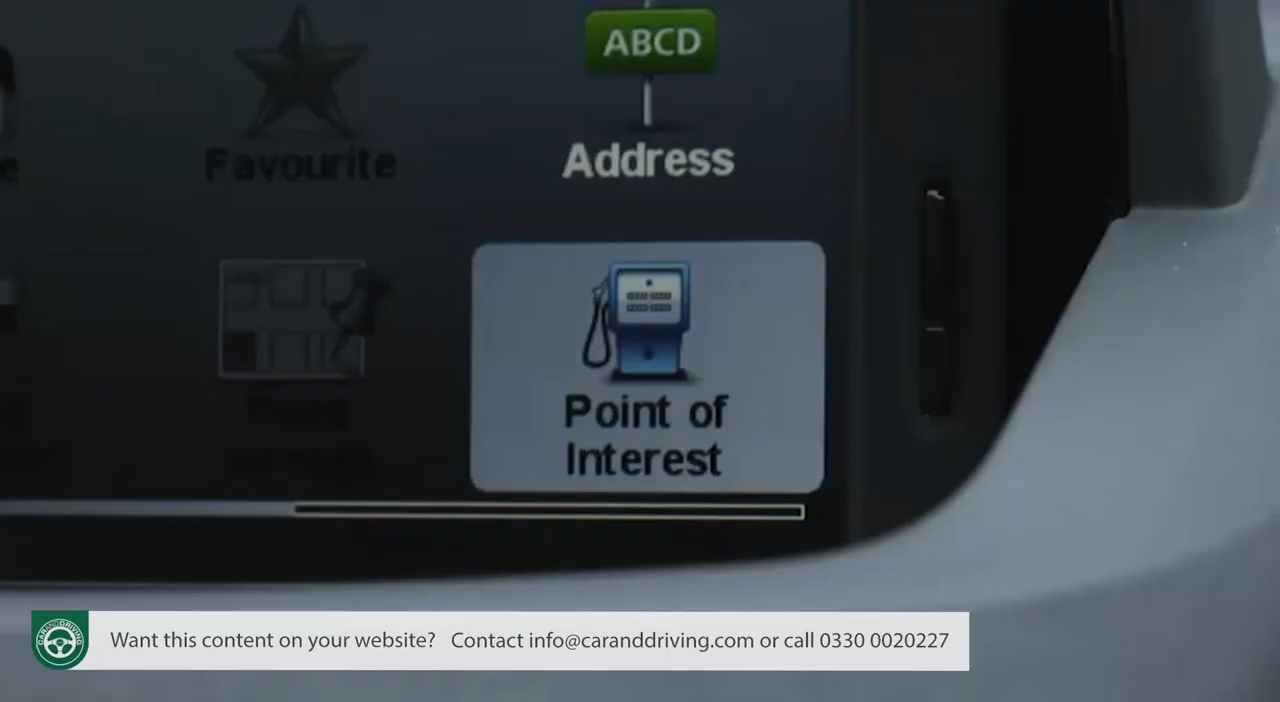 ABCD
Favourite
Address
Point of
Interest
CARANDDRIVING
Want this content on your website? Contact info@caranddriving.com or call 0330 0020227